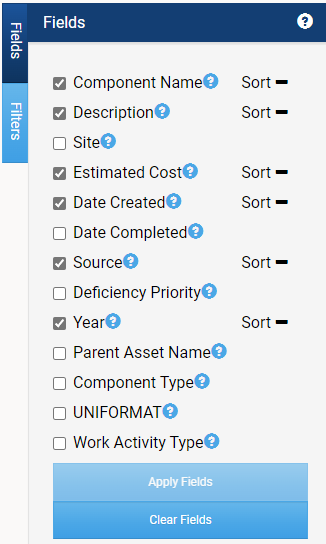 Fields
Filters
Fields ?
Component Name ? Sort
Description ? Sort
Site ?
Estimated Cost ? Sort
Date Created ? Sort
Date Completed ?
Source ? Sort
Deficiency Priority ?
Year ? Sort
Parent Asset Name ?
Component Type ?
UNIFORMAT ?
Work Activity Type ?
Apply Fields
Clear Fields